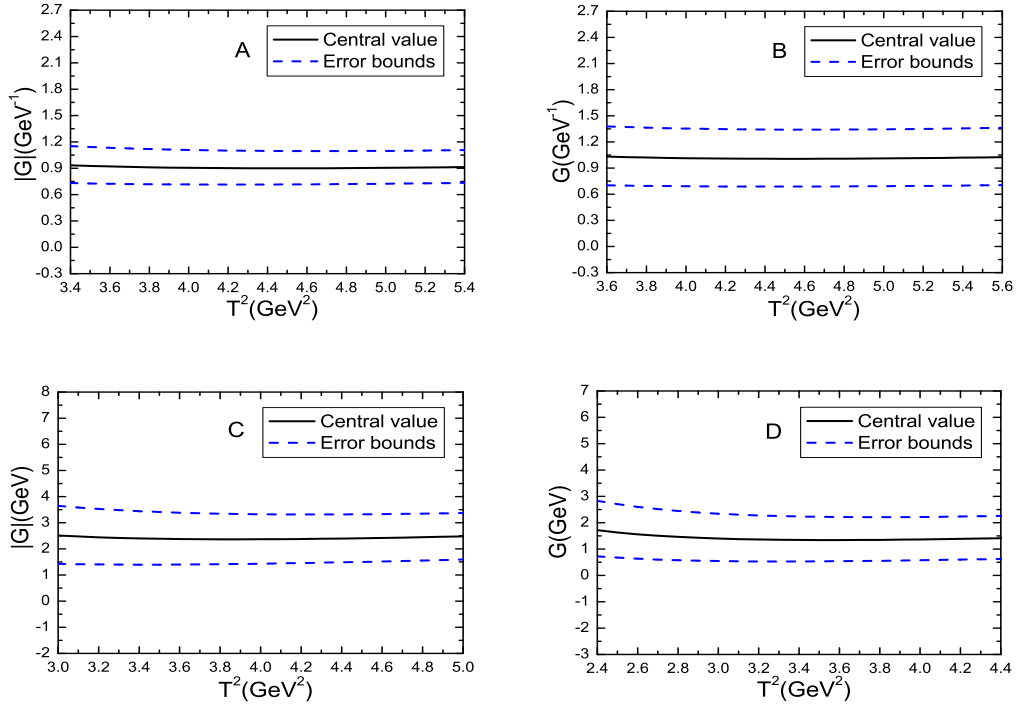 2.7
2.4
2.1
1.8
1.5
1.2
0.9
0.6
0.3
0.0
-0.3
|G|(GeV⁻¹)
A
Central value
Error bounds
3.4 3.6 3.8 4.0 4.2 4.4 4.6 4.8 5.0 5.2 5.4
T²(GeV²)
2.7
2.4
2.1
1.8
1.5
1.2
0.9
0.6
0.3
0.0
-0.3
G(GeV⁻¹)
B
Central value
Error bounds
3.6 3.8 4.0 4.2 4.4 4.6 4.8 5.0 5.2 5.4 5.6
T²(GeV²)
8
7
6
5
4
3
2
1
0
-1
-2
|G|(GeV)
C
Central value
Error bounds
3.0 3.2 3.4 3.6 3.8 4.0 4.2 4.4 4.6 4.8 5.0
T²(GeV²)
7
6
5
4
3
2
1
0
-1
-2
-3
G(GeV)
D
Central value
Error bounds
2.4 2.6 2.8 3.0 3.2 3.4 3.6 3.8 4.0 4.2 4.4
T²(GeV²)